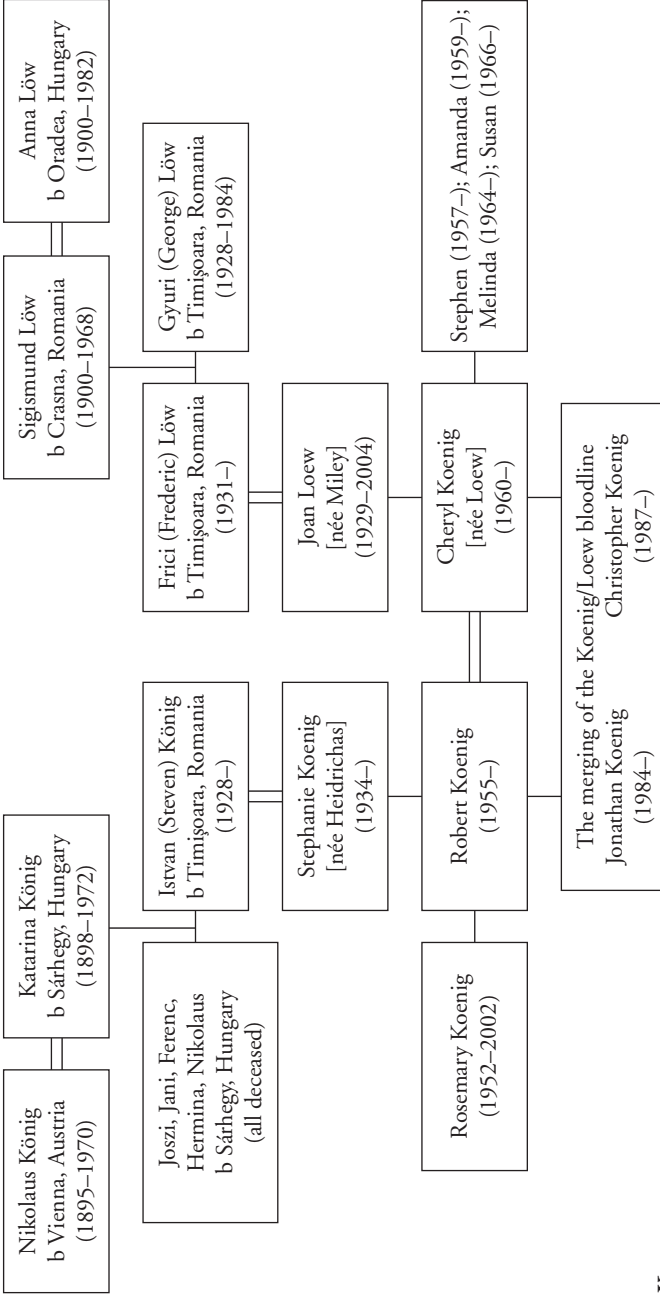 Nikolaus König
b Vienna, Austria
(1895–1970)
Katarina König
b Sárhegy, Hungary
(1898–1972)
Sigismund Löw
b Crasna, Romania
(1900–1968)
Anna Löw
b Oradea, Hungary
(1900–1982)
Joszi, Jani, Ferenc,
Hermina, Nikolaus
b Sárhegy, Hungary
(all deceased)
Istvan (Steven) König
b Timişoara, Romania
(1928–)
Frici (Frederic) Löw
b Timişoara, Romania
(1931–)
Gyuri (George) Löw
b Timişoara, Romania
(1928–1984)
Stephanie Koenig
[née Heidrichas]
(1934–)
Joan Loew
[née Miley]
(1929–2004)
Rosemary Koenig
(1952–2002)
Robert Koenig
(1955–)
Cheryl Koenig
[née Loew]
(1960–)
Stephen (1957–); Amanda (1959–);
Melinda (1964–); Susan (1966–)
The merging of the Koenig/Loew bloodline
Jonathan Koenig Christopher Koenig
(1984–) (1987–)